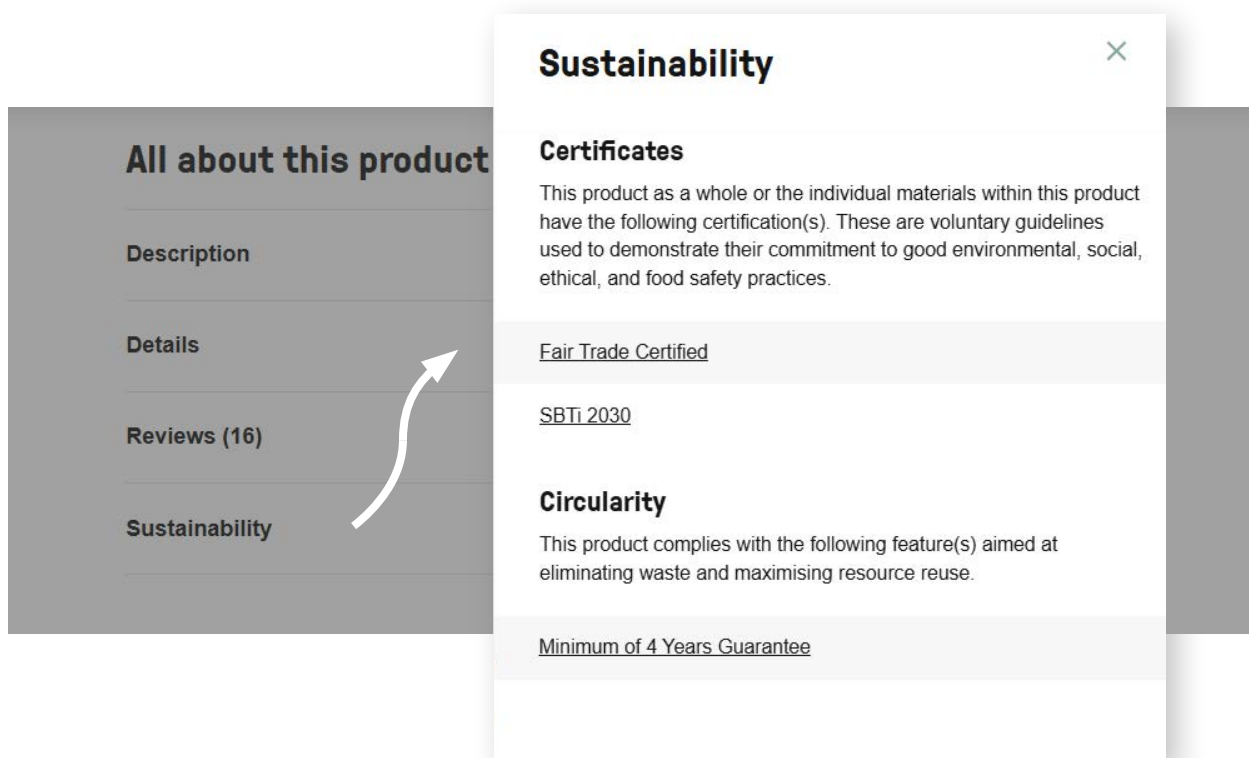 All about this product
Description
Details
Reviews (16)
Sustainability
Sustainability
Certificates
This product as a whole or the individual materials within this product
have the following certification(s). These are voluntary guidelines
used to demonstrate their commitment to good environmental, social,
ethical, and food safety practices.
Fair Trade Certified
SBTi 2030
Circularity
This product complies with the following feature(s) aimed at
eliminating waste and maximising resource reuse.
Minimum of 4 Years Guarantee